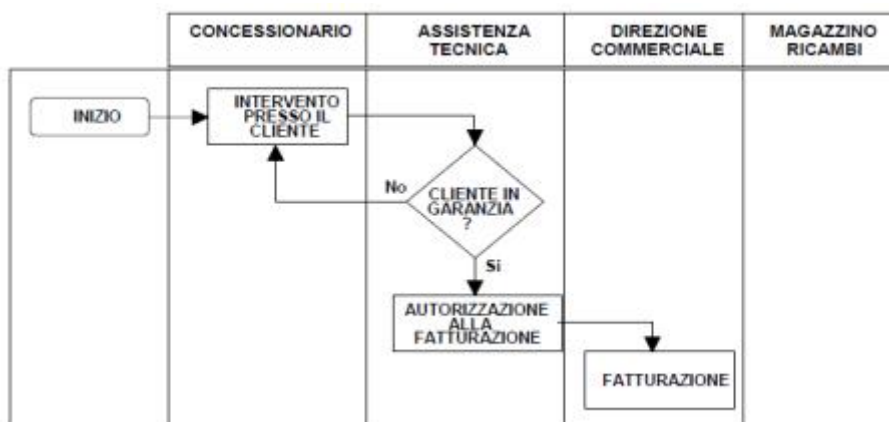 CONCESSIONARIO
ASSISTENZA
TECNICA
DIREZIONE
COMMERCIALE
MAGAZZINO
RICAMBI
INIZIO
INTERVENTO
PRESSO IL
CLIENTE
No
CLIENTE IN
GARANZIA
?
Si
AUTORIZZAZIONE
ALLA
FATTURAZIONE
FATTURAZIONE